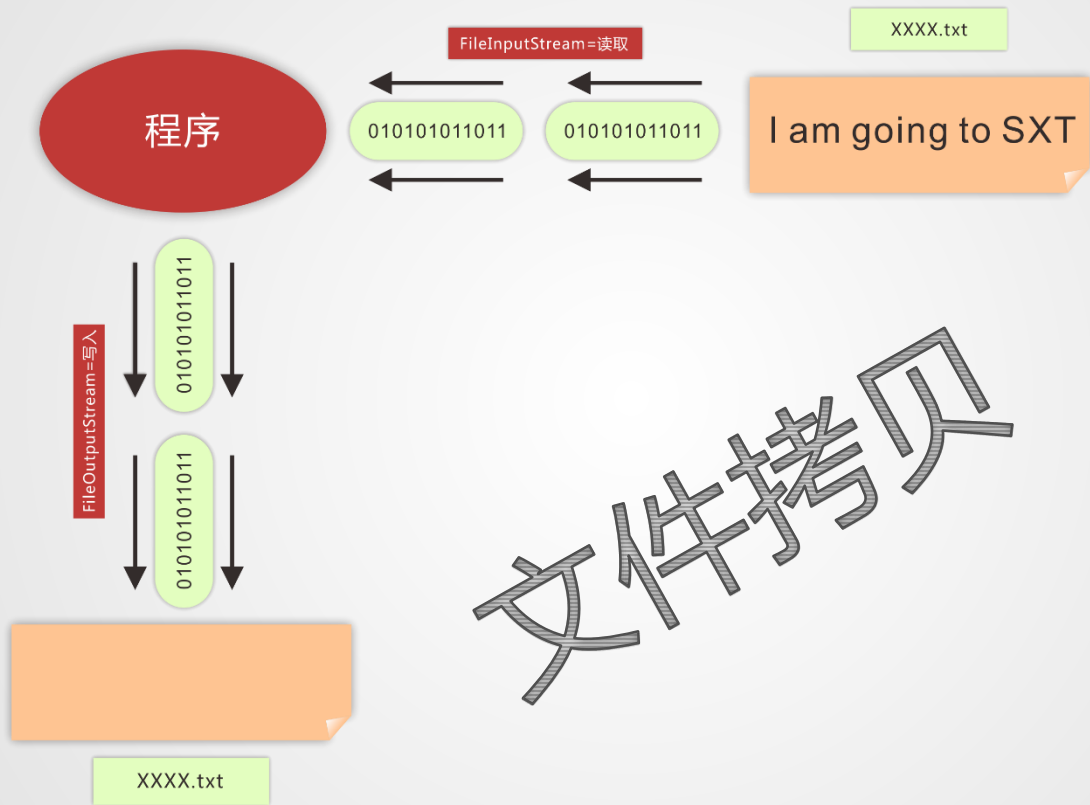 XXXX.txt
FileInputStream=读取
程序
010101011011
010101011011
I am going to SXT
010101011011
FileOutputStream=写入
010101011011
文件拷贝
XXXX.txt